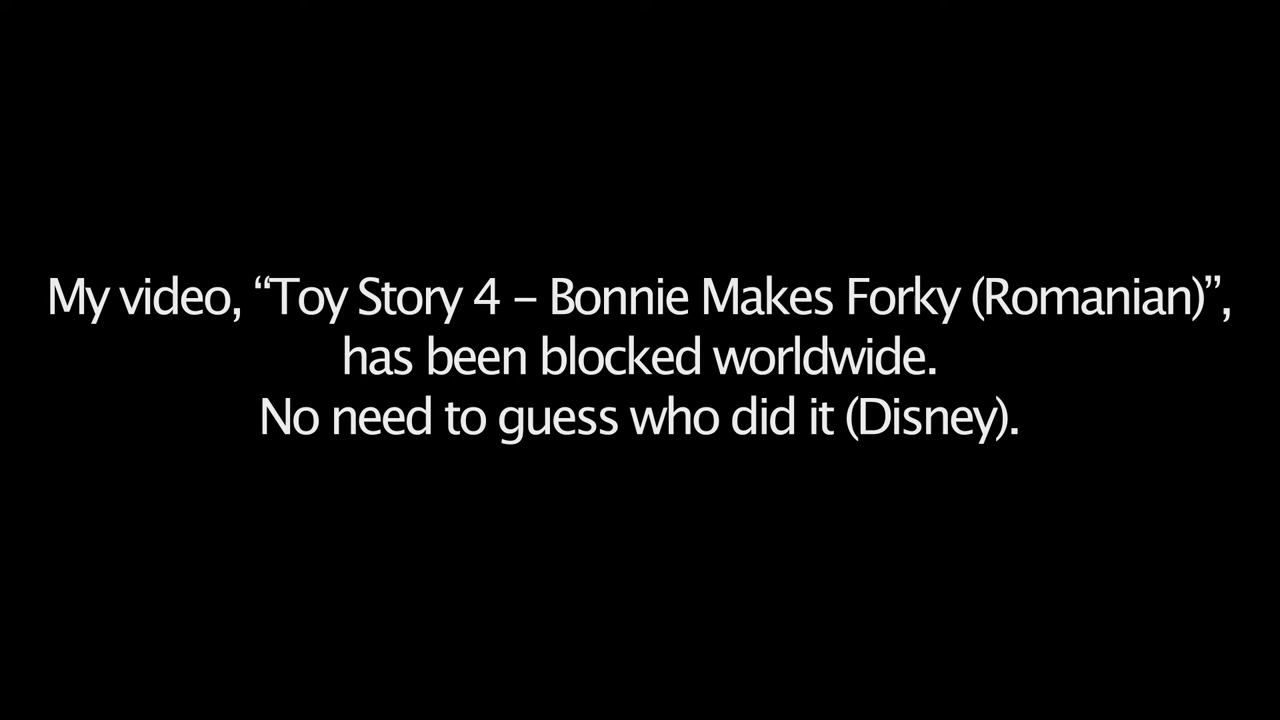 My video, “Toy Story 4 – Bonnie Makes Forky (Romanian)”,
has been blocked worldwide.
No need to guess who did it (Disney).